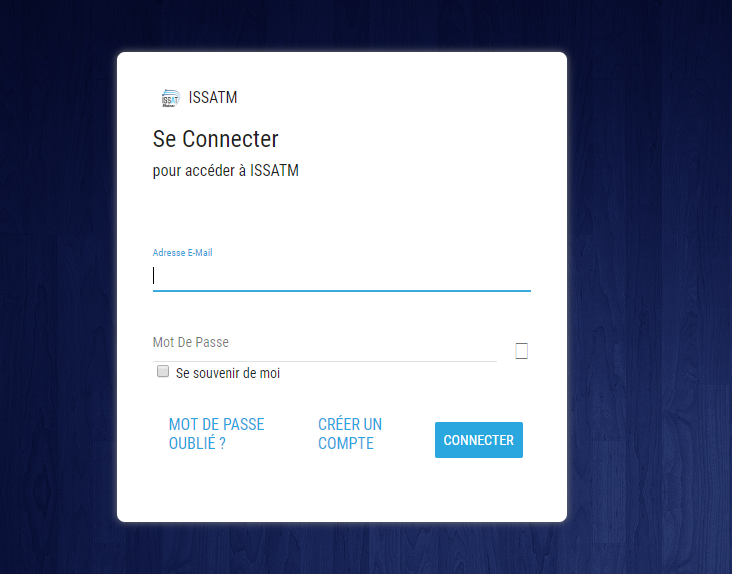 ISSAT
ISSATM
Se Connecter
pour accéder à ISSATM
Adresse E-Mail
Mot De Passe
Se souvenir de moi
MOT DE PASSE
OUBLIÉ ?
CRÉER UN
COMPTE
CONNECTER